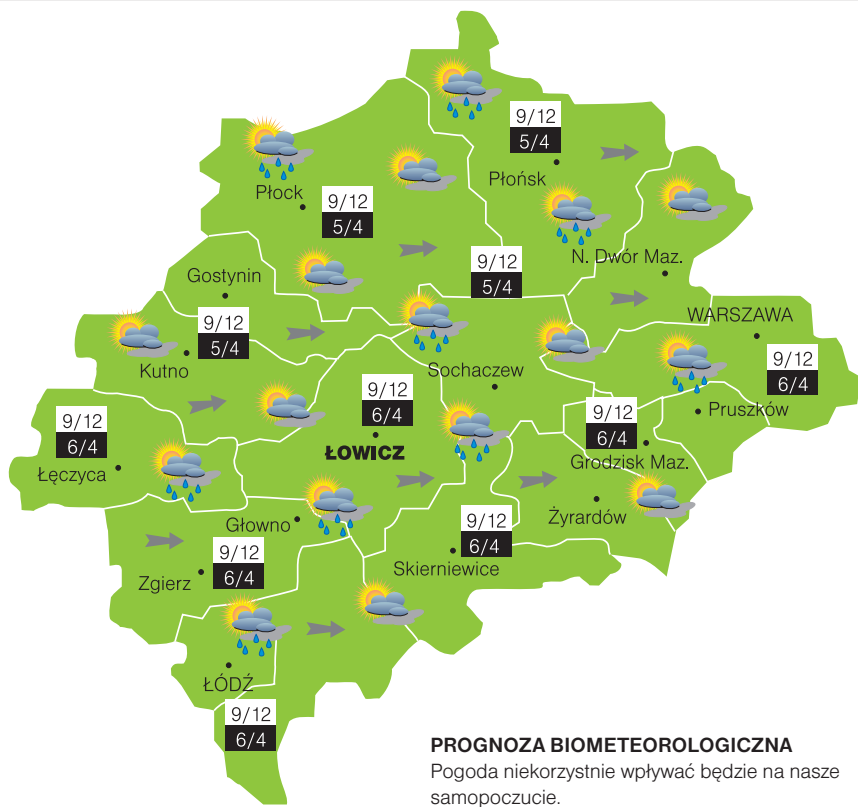 9/12
5/4
Płońsk
Płock
9/12
5/4
N. Dwór Maz.
9/12
5/4
Gostynin
WARSZAWA
9/12
5/4
Kutno
9/12
6/4
Sochaczew
9/12
6/4
ŁOWICZ
9/12
6/4
Pruszków
9/12
6/4
Grodzisk Maz.
Łęczyca
Żyrardów
Głowno
9/12
6/4
Skierniewice
9/12
6/4
Zgierz
ŁÓDŹ
9/12
6/4
PROGNOZA BIOMETEOROLOGICZNA
Pogoda niekorzystnie wpływać będzie na nasze
samopoczucie.